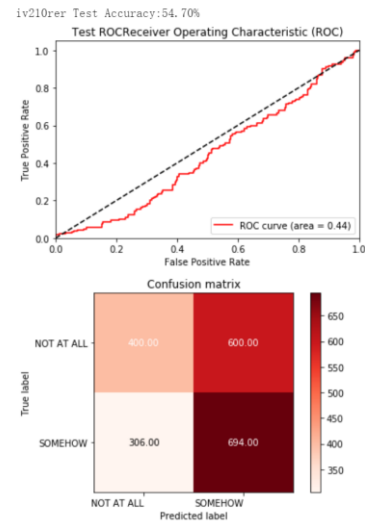 iv210rer Test Accuracy:54.70%
Test ROCReceiver Operating Characteristic (ROC)
1.0
0.8
0.6
0.4
0.2
0.0
True Positive Rate
ROC curve (area = 0.44)
0.0 0.2 0.4 0.6 0.8 1.0
False Positive Rate
Confusion matrix
NOT AT ALL 400.00 600.00
SOMEHOW 306.00 694.00
True label
NOT AT ALL SOMEHOW
Predicted label
650
600
550
500
450
400
350